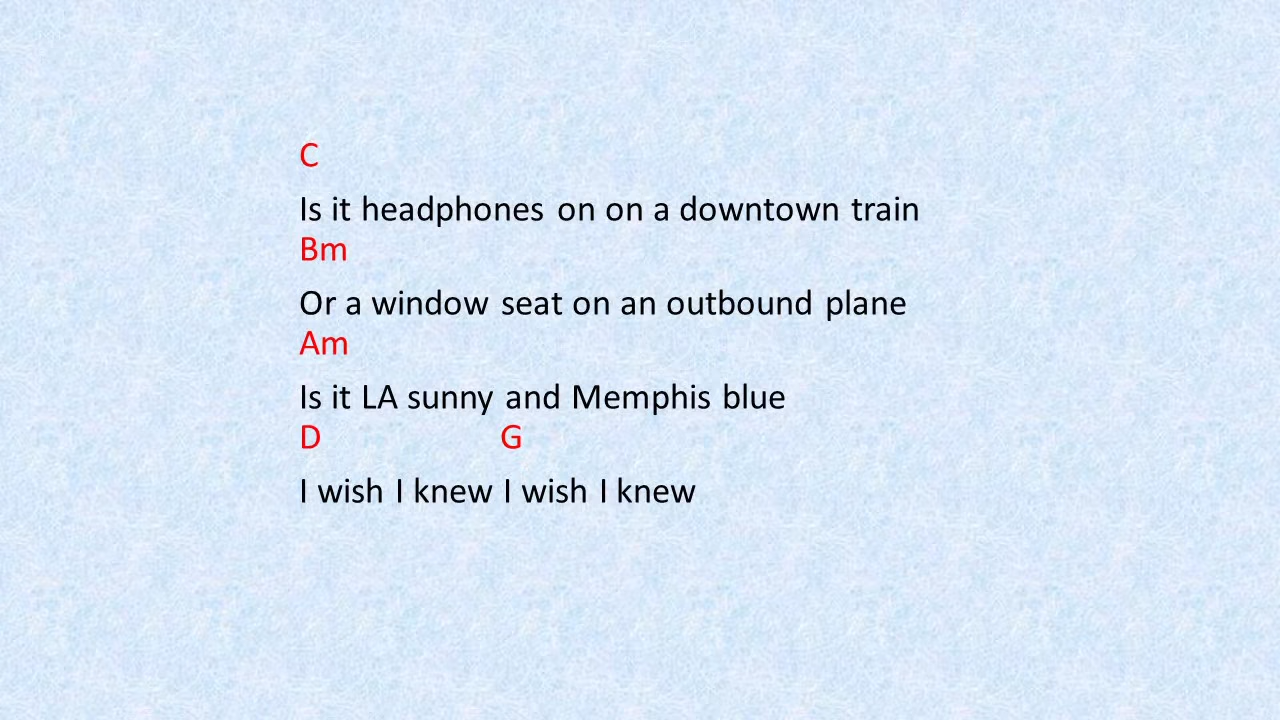 C
Is it headphones on on a downtown train
Bm
Or a window seat on an outbound plane
Am
Is it LA sunny and Memphis blue
D G
I wish I knew I wish I knew